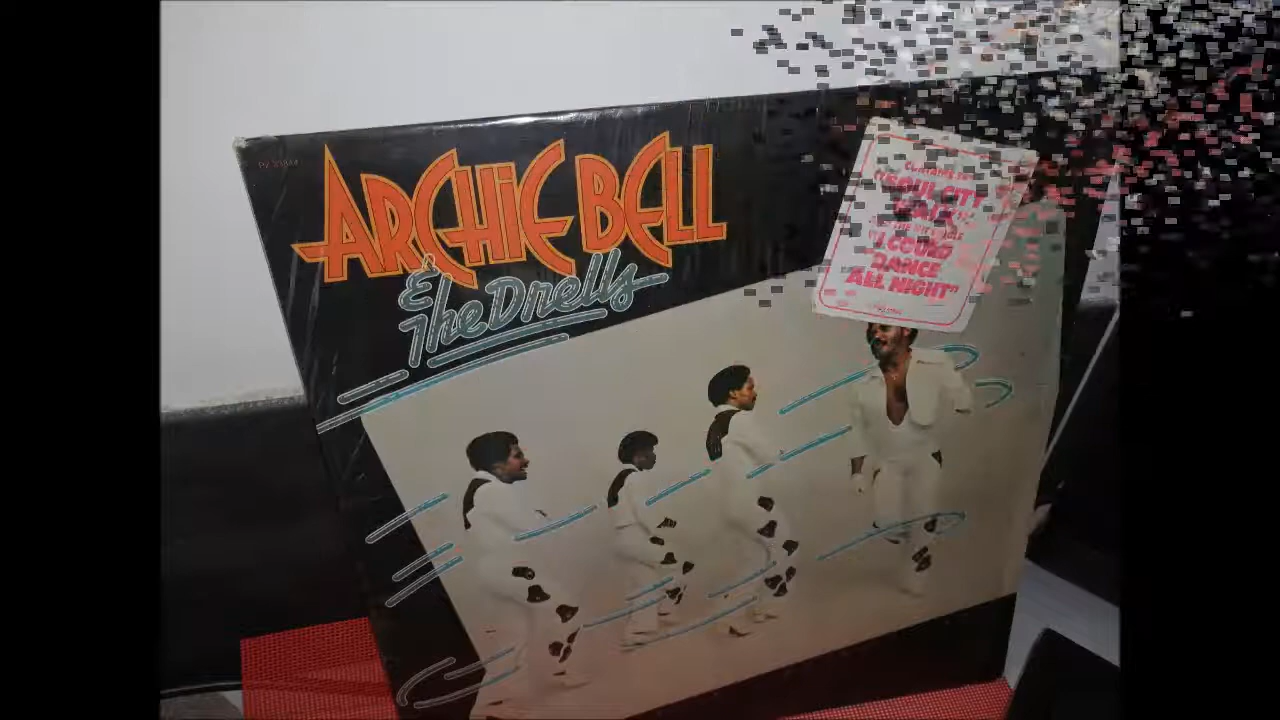 ARCHIE BELL
& The Drells
"SOUL CITY
WALK"
"I COULD
DANCE
ALL NIGHT"